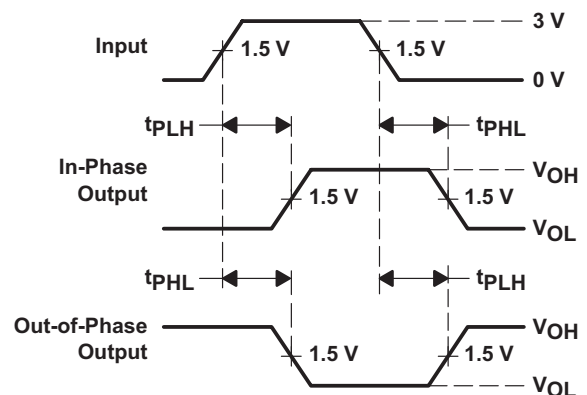 3 V
Input
1.5 V
1.5 V
0 V
tPLH
tPHL
In-Phase
Output
VOH
1.5 V
1.5 V
VOL
tPHL
tPLH
Out-of-Phase
Output
VOH
1.5 V
1.5 V
VOL